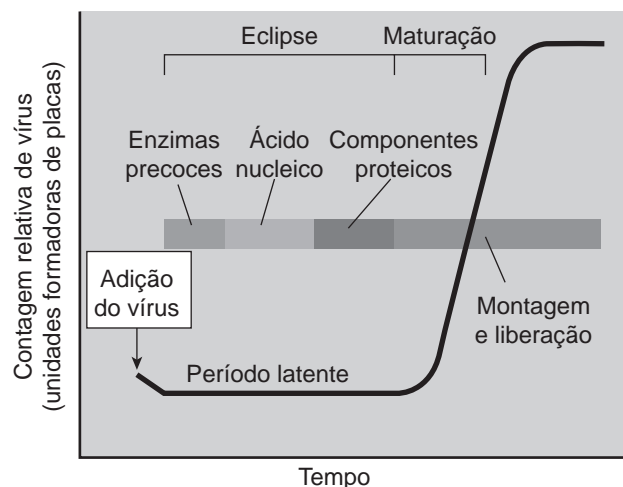 Eclipse
Maturação
Enzimas
precoces
Ácido
nucleico
Componentes
proteicos
Adição
do vírus
Montagem
e liberação
Período latente
Contagem relativa de vírus
(unidades formadoras de placas)
Tempo